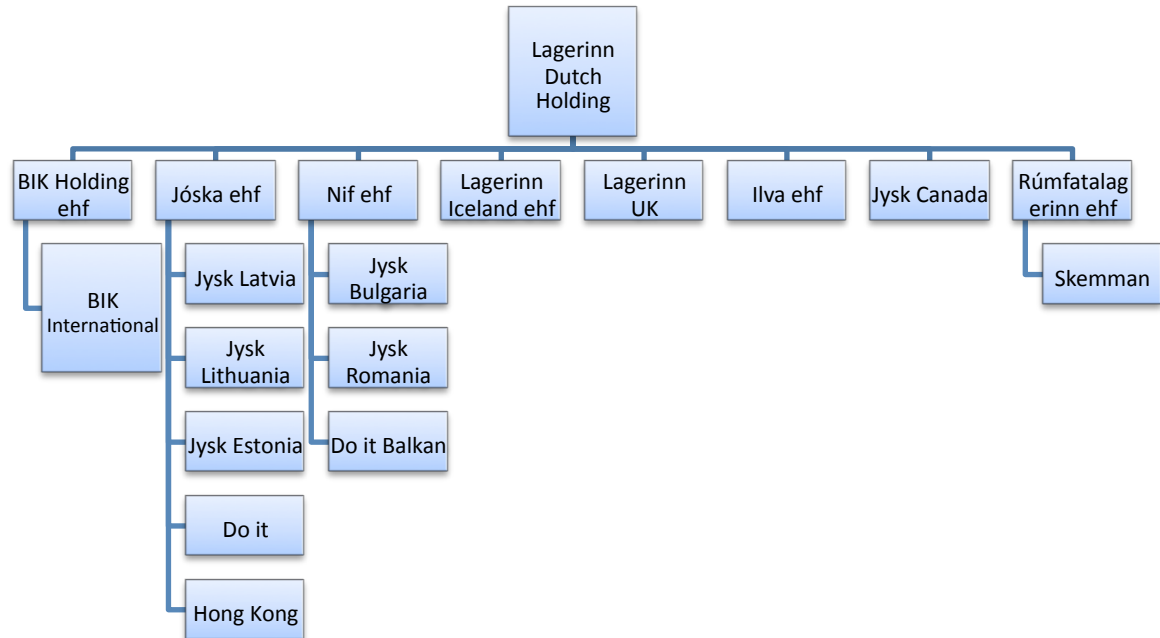 Lagerinn
Dutch
Holding
BIK Holding
ehf
Jóska ehf
Nif ehf
Lagerinn
Iceland ehf
Lagerinn
UK
Ilva ehf
Jysk Canada
Rúmfatalag
erinn ehf
BIK
International
Jysk Latvia
Jysk
Lithuania
Jysk Estonia
Do it
Hong Kong
Jysk
Bulgaria
Jysk
Romania
Do it Balkan
Skemman